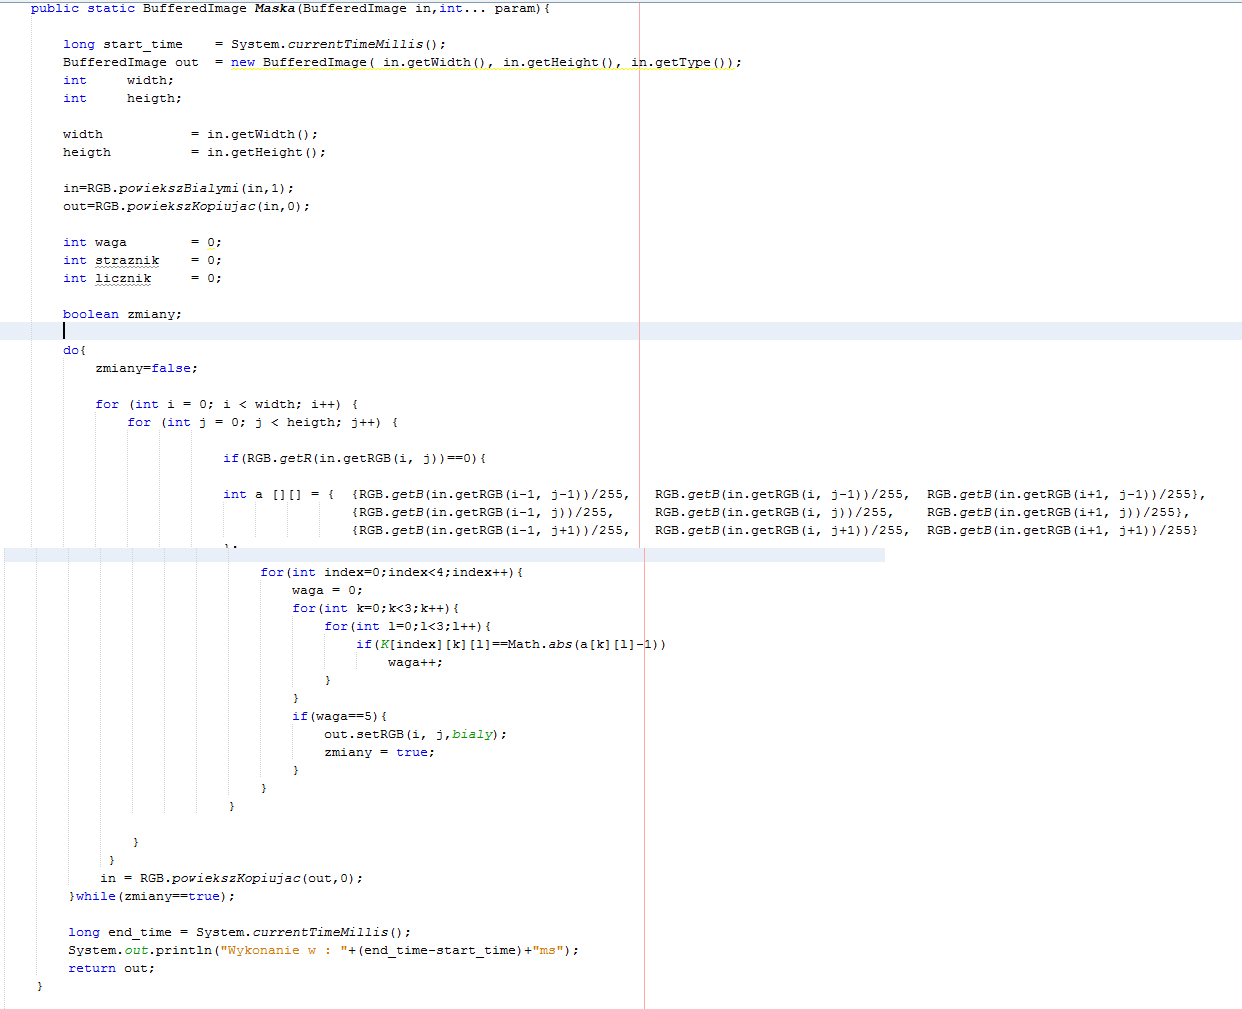 public static BufferedImage Maska(BufferedImage in,int... param){
long start_time    = System.currentTimeMillis();
BufferedImage out  = new BufferedImage( in.getWidth(), in.getHeight(), in.getType());
int     width;
int     heigth;
width           = in.getWidth();
heigth          = in.getHeight();
in=RGB.powiekszBialymi(in,1);
out=RGB.powiekszKopiujac(in,0);
int waga        = 0;
int straznik    = 0;
int licznik     = 0;
boolean zmiany;
do{
zmiany=false;
for (int i = 0; i < width; i++) {
for (int j = 0; j < heigth; j++) {
if(RGB.getR(in.getRGB(i, j))==0){
int a [][] = {  {RGB.getB(in.getRGB(i-1, j-1))/255,   RGB.getB(in.getRGB(i, j-1))/255,  RGB.getB(in.getRGB(i+1, j-1))/255},
{RGB.getB(in.getRGB(i-1, j))/255,     RGB.getB(in.getRGB(i, j))/255,    RGB.getB(in.getRGB(i+1, j))/255},
{RGB.getB(in.getRGB(i-1, j+1))/255,   RGB.getB(in.getRGB(i, j+1))/255,  RGB.getB(in.getRGB(i+1, j+1))/255}
};
for(int index=0;index<4;index++){
waga = 0;
for(int k=0;k<3;k++){
for(int l=0;l<3;l++){
if(K[index][k][l]==Math.abs(a[k][l]-1))
waga++;
}
}
if(waga==5){
out.setRGB(i, j,bialy);
zmiany = true;
}
}
}
}
}
in = RGB.powiekszKopiujac(out,0);
}while(zmiany==true);
long end_time = System.currentTimeMillis();
System.out.println("Wykonanie w : "+(end_time-start_time)+"ms");
return out;
}